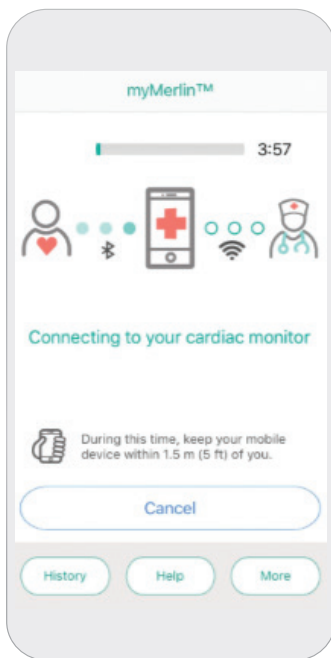 myMerlin™
3:57
Connecting to your cardiac monitor
During this time, keep your mobile
device within 1.5 m (5 ft) of you.
Cancel
History Help More